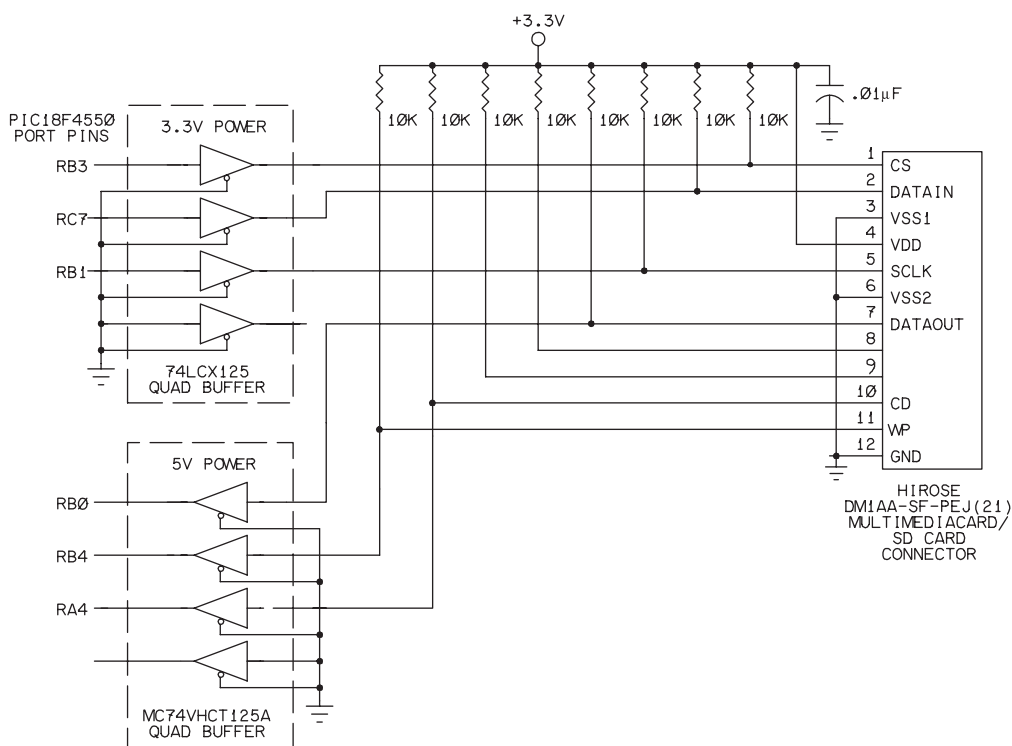 +3.3V
10K 10K 10K 10K 10K 10K 10K 10K
.01µF
PIC18F4550
PORT PINS
3.3V POWER
RB3
RC7
RB1
74LCX125
QUAD BUFFER
5V POWER
RB0
RB4
RA4
MC74VHCT125A
QUAD BUFFER
1 CS
2 DATAIN
3 VSS1
4 VDD
5 SCLK
6 VSS2
7 DATAOUT
8
9
10 CD
11 WP
12 GND
HIROSE
DM1AA-SF-PEJ(21)
MULTIMEDIACARD/
SD CARD
CONNECTOR